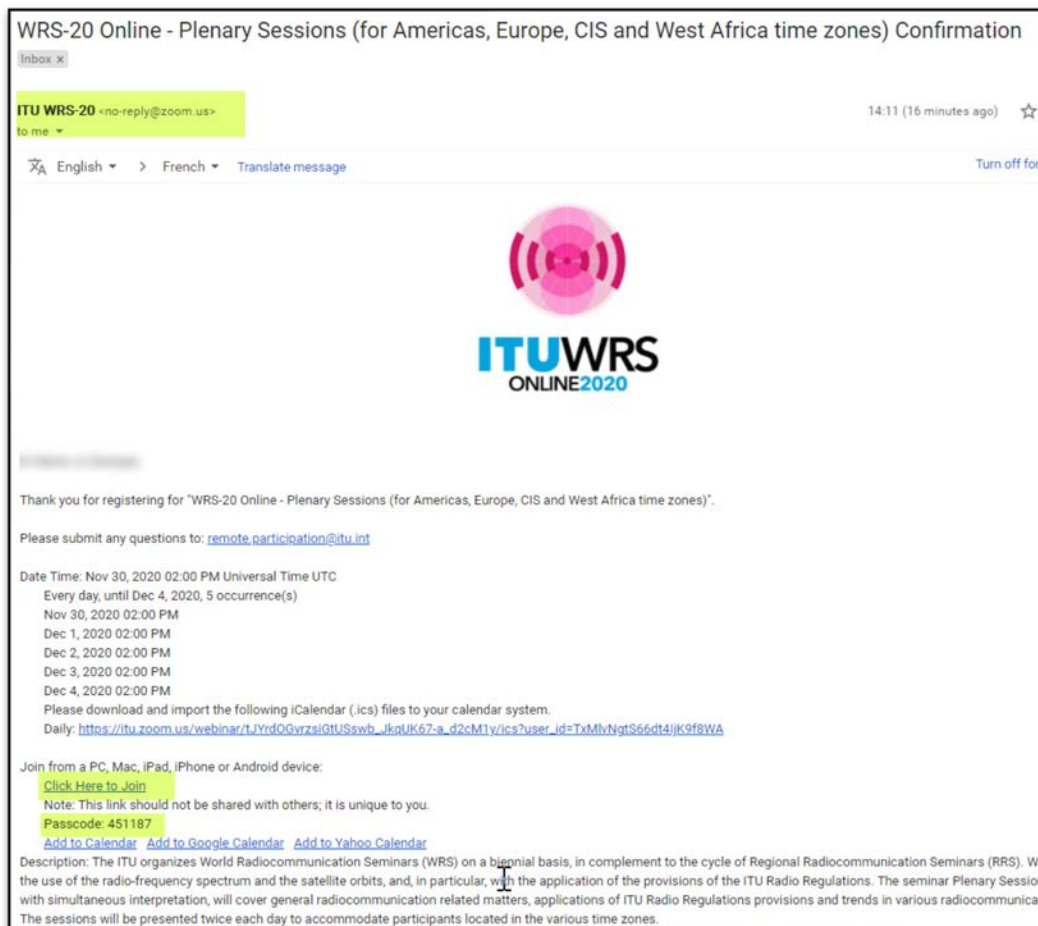 WRS-20 Online - Plenary Sessions (for Americas, Europe, CIS and West Africa time zones) Confirmation
Inbox x
ITU WRS-20 <no-reply@zoom.us>
14:11 (16 minutes ago)
to me
English > French Translate message
Turn off for
ITUWRS
ONLINE2020
Thank you for registering for "WRS-20 Online - Plenary Sessions (for Americas, Europe, CIS and West Africa time zones)".
Please submit any questions to: remote.participation@itu.int
Date Time: Nov 30, 2020 02:00 PM Universal Time UTC
Every day, until Dec 4, 2020, 5 occurrence(s)
Nov 30, 2020 02:00 PM
Dec 1, 2020 02:00 PM
Dec 2, 2020 02:00 PM
Dec 3, 2020 02:00 PM
Dec 4, 2020 02:00 PM
Please download and import the following iCalendar (.ics) files to your calendar system.
Daily: https://itu.zoom.us/webinar/tJYrdOGvrzsiGtUSswb_JkqUK67-a_d2cM1y/ics?user_id=TxMlvNgtS66dt4IjK9f8WA
Join from a PC, Mac, iPad, iPhone or Android device:
Click Here to Join
Note: This link should not be shared with others; it is unique to you.
Passcode: 451187
Add to Calendar Add to Google Calendar Add to Yahoo Calendar
Description: The ITU organizes World Radiocommunication Seminars (WRS) on a biennial basis, in complement to the cycle of Regional Radiocommunication Seminars (RRS). W
the use of the radio-frequency spectrum and the satellite orbits, and, in particular, with the application of the provisions of the ITU Radio Regulations. The seminar Plenary Sessio
with simultaneous interpretation, will cover general radiocommunication related matters, applications of ITU Radio Regulations provisions and trends in various radiocommunica
The sessions will be presented twice each day to accommodate participants located in the various time zones.